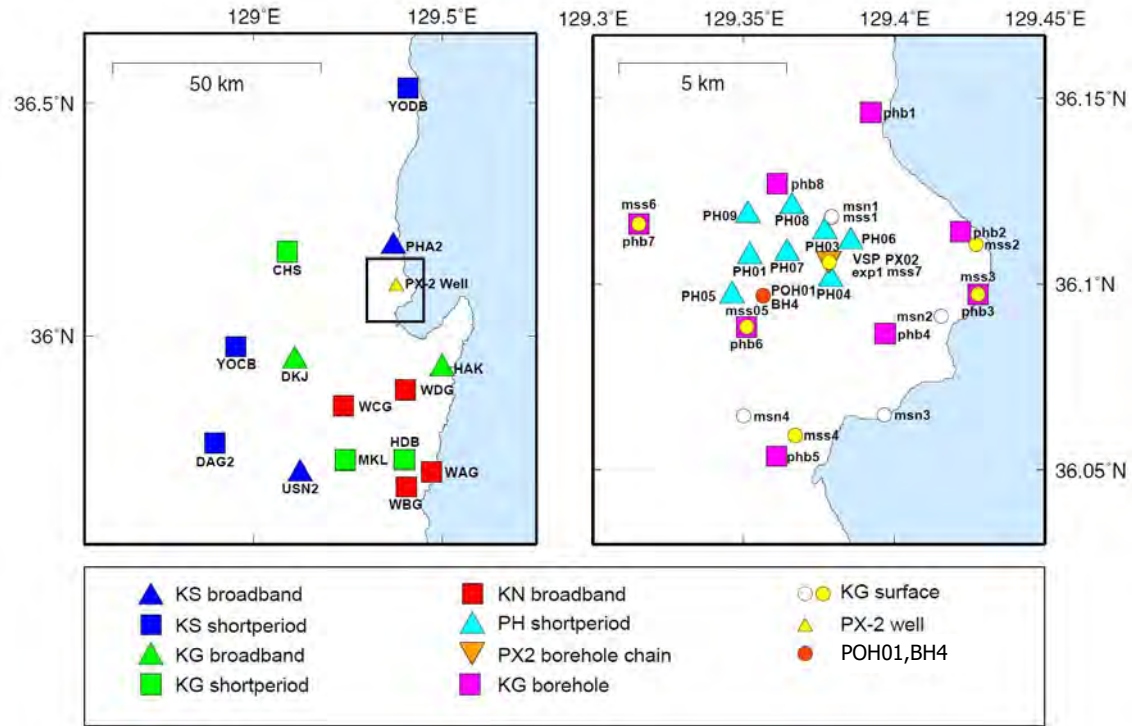 129°E
129.5°E
50 km
36.5°N
36°N
YODB
PHA2
CHS
PX-2 Well
YOCB
DKJ
HAK
WDG
WCG
HDB
DAG2
MKL
WAG
USN2
WBG
129.3°E
129.35°E
129.4°E
129.45°E
5 km
36.15°N
36.1°N
36.05°N
phb1
phb8
mss6
msn1
mss1
PH09
PH08
phb2
phb7
PH03
PH06
mss2
PH01
PH07
VSP PX02
exp1 mss7
mss3
PH05
POH01
PH04
BH4
mss05
msn2
phb3
phb6
phb4
msn4
msn3
mss4
phb5
KS broadband
KS shortperiod
KG broadband
KG shortperiod
KN broadband
PH shortperiod
PX2 borehole chain
KG borehole
KG surface
PX-2 well
POH01,BH4